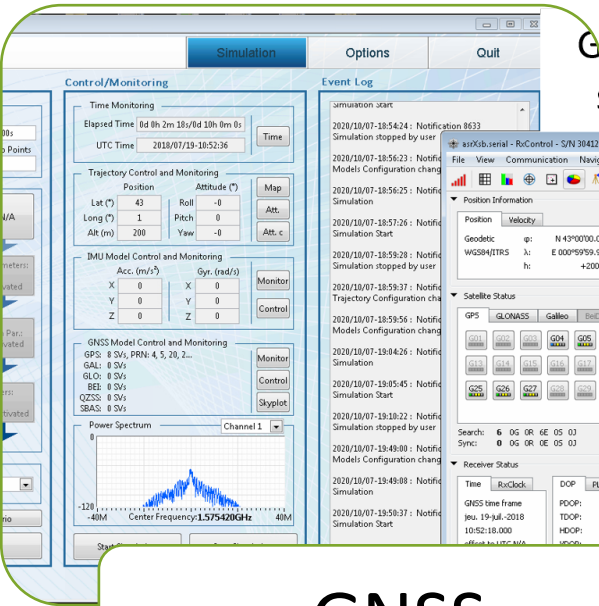 Simulation
Options
Quit
Control/Monitoring
Event Log
Time Monitoring
Elapsed Time 0d 0h 2m 18s/0d 10h 0m 0s
UTC Time 2018/07/19-10:52:36
Time
Trajectory Control and Monitoring
Position Attitude (°)
Lat (°) 43 Roll -0
Long (°) 1 Pitch 0
Alt (m) 200 Yaw -0
Map
Att.
Att. c
IMU Model Control and Monitoring
Acc. (m/s²) Gyr. (rad/s)
X 0 X 0
Y 0 Y 0
Z 0 Z 0
Monitor
Control
GNSS Model Control and Monitoring
GPS: 8 SVs, PRN: 4, 5, 20, 2...
GAL: 0 SVs
GLO: 0 SVs
BEI: 0 SVs
QZSS: 0 SVs
SBAS: 0 SVs
Monitor
Control
Skyplot
Power Spectrum
Channel 1
0
-120
-40M Center Frequency:1.575420GHz 40M
Simulation Start
2020/10/07-18:54:24 : Notification 8633
Simulation stopped by user
2020/10/07-18:56:23 : Notific
Models Configuration chang
2020/10/07-18:56:25 : Notific
Simulation
2020/10/07-18:57:26 : Notific
Simulation Start
2020/10/07-18:59:28 : Notific
Simulation stopped by user
2020/10/07-18:59:37 : Notific
Trajectory Configuration cha
2020/10/07-18:59:56 : Notific
Models Configuration chang
2020/10/07-19:04:26 : Notific
Simulation
2020/10/07-19:05:45 : Notific
Simulation Start
2020/10/07-19:10:22 : Notific
Simulation stopped by user
2020/10/07-19:49:00 : Notific
Models Configuration chang
2020/10/07-19:49:08 : Notific
Simulation
2020/10/07-19:50:37 : Notific
Simulation Start
asrXsb.serial - RxControl - S/N 30412
File View Communication Navig
Position Information
Position Velocity
Geodetic φ: N 43°00'00.0
WGS84/ITRS λ: E 000°59'59.9
h: +200
Satellite Status
GPS GLONASS Galileo BeiD
G01 G02 G03 G04 G05
G13 G14 G15 G16 G17
G25 G26 G27 G28 G29
Search: 6 0G 0R 6E 0S 0J
Sync: 0 0G 0R 0E 0S 0J
Receiver Status
Time RxClock
DOP
GNSS time frame
jeu. 19-juil.-2018
10:52:18.000
PDOP:
TDOP:
HDOP:
GNSS